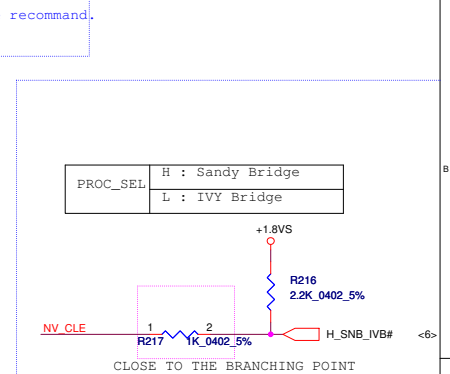 recommand.
B
H : Sandy Bridge
PROC_SEL
L : IVY Bridge
+1.8VS
R216
2.2K_0402_5%
NV_CLE 1 2 H_SNB_IVB# <6>
R217 1K_0402_5%
CLOSE TO THE BRANCHING POINT